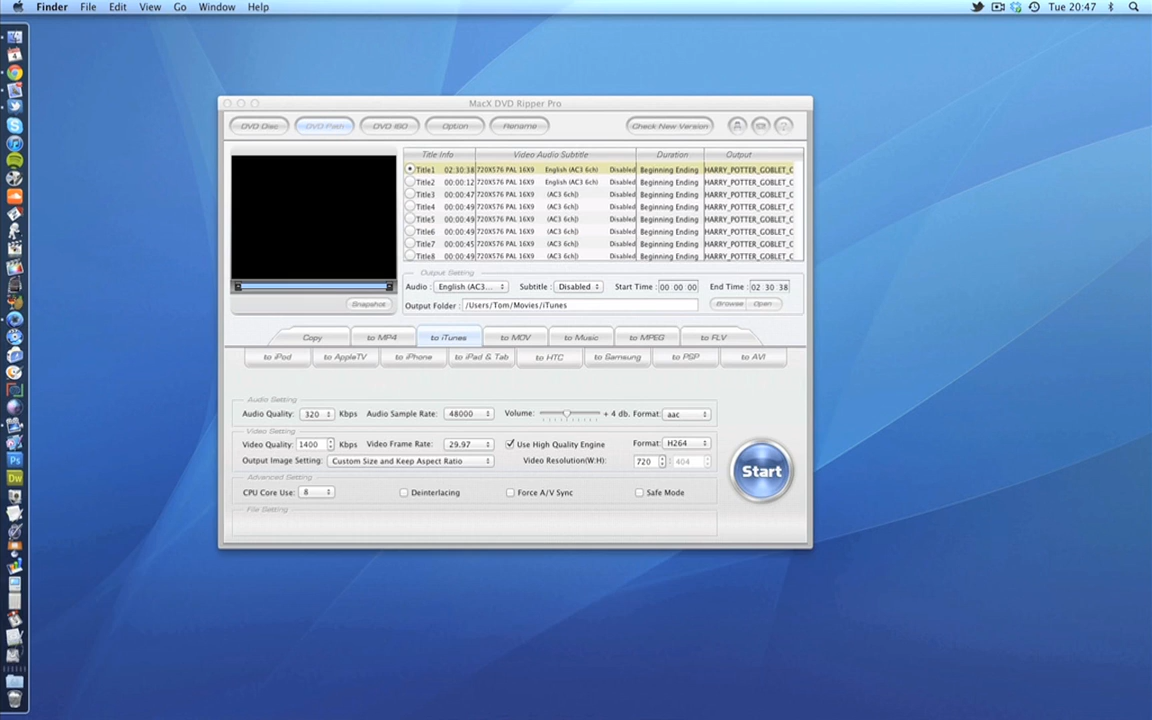 Finder File Edit View Go Window Help Tue 20:47
MacX DVD Ripper Pro
DVD Disc DVD Path DVD ISO Option Rename Check New Version
Title Info Video Audio Subtitle Duration Output
Title1 02:30:38 720X576 PAL 16X9 English (AC3 6ch) Disabled Beginning Ending HARRY_POTTER_GOBLET_C
Title2 00:00:12 720X576 PAL 16X9 English (AC3 6ch) Disabled Beginning Ending HARRY_POTTER_GOBLET_C
Title3 00:00:47 720X576 PAL 16X9 (AC3 6ch]) Disabled Beginning Ending HARRY_POTTER_GOBLET_C
Title4 00:00:49 720X576 PAL 16X9 (AC3 6ch]) Disabled Beginning Ending HARRY_POTTER_GOBLET_C
Title5 00:00:49 720X576 PAL 16X9 (AC3 6ch]) Disabled Beginning Ending HARRY_POTTER_GOBLET_C
Title6 00:00:49 720X576 PAL 16X9 (AC3 6ch]) Disabled Beginning Ending HARRY_POTTER_GOBLET_C
Title7 00:00:45 720X576 PAL 16X9 (AC3 6ch]) Disabled Beginning Ending HARRY_POTTER_GOBLET_C
Title8 00:00:49 720X576 PAL 16X9 (AC3 6ch]) Disabled Beginning Ending HARRY_POTTER_GOBLET_C
Output Setting
Audio : English (AC3... Subtitle : Disabled Start Time : 00 00 00 End Time : 02 30 38
Snapshot Output Folder : /Users/Tom/Movies/iTunes Browse Open
Copy to MP4 to iTunes to MOV to Music to MPEG to FLV
to iPod to AppleTV to iPhone to iPad & Tab to HTC to Samsung to PSP to AVI
Audio Setting
Audio Quality: 320 Kbps Audio Sample Rate: 48000 Volume: + 4 db. Format: aac
Video Setting
Video Quality: 1400 Kbps Video Frame Rate: 29.97 Use High Quality Engine Format: H264
Output Image Setting: Custom Size and Keep Aspect Ratio Video Resolution(W:H): 720 : 404
Start
Advanced Setting
CPU Core Use: 8 Deinterlacing Force A/V Sync Safe Mode
File Setting
Ps
Dw